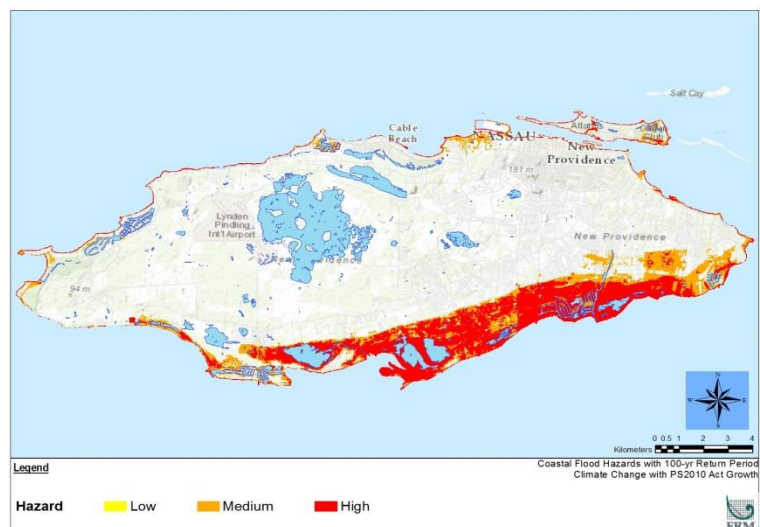 Salt Cay
Cable
Beach
NASSAU
Atlantis
New
Providence
181 m
Lynden
Pindling
Int'l Airport
New Providence
94 m
N
W
E
S
0 0.5 1 2 3 4
Kilometers
Coastal Flood Hazards with 100-yr Return Period
Climate Change with PS2010 Act Growth
Legend
Hazard Low Medium High
ERM